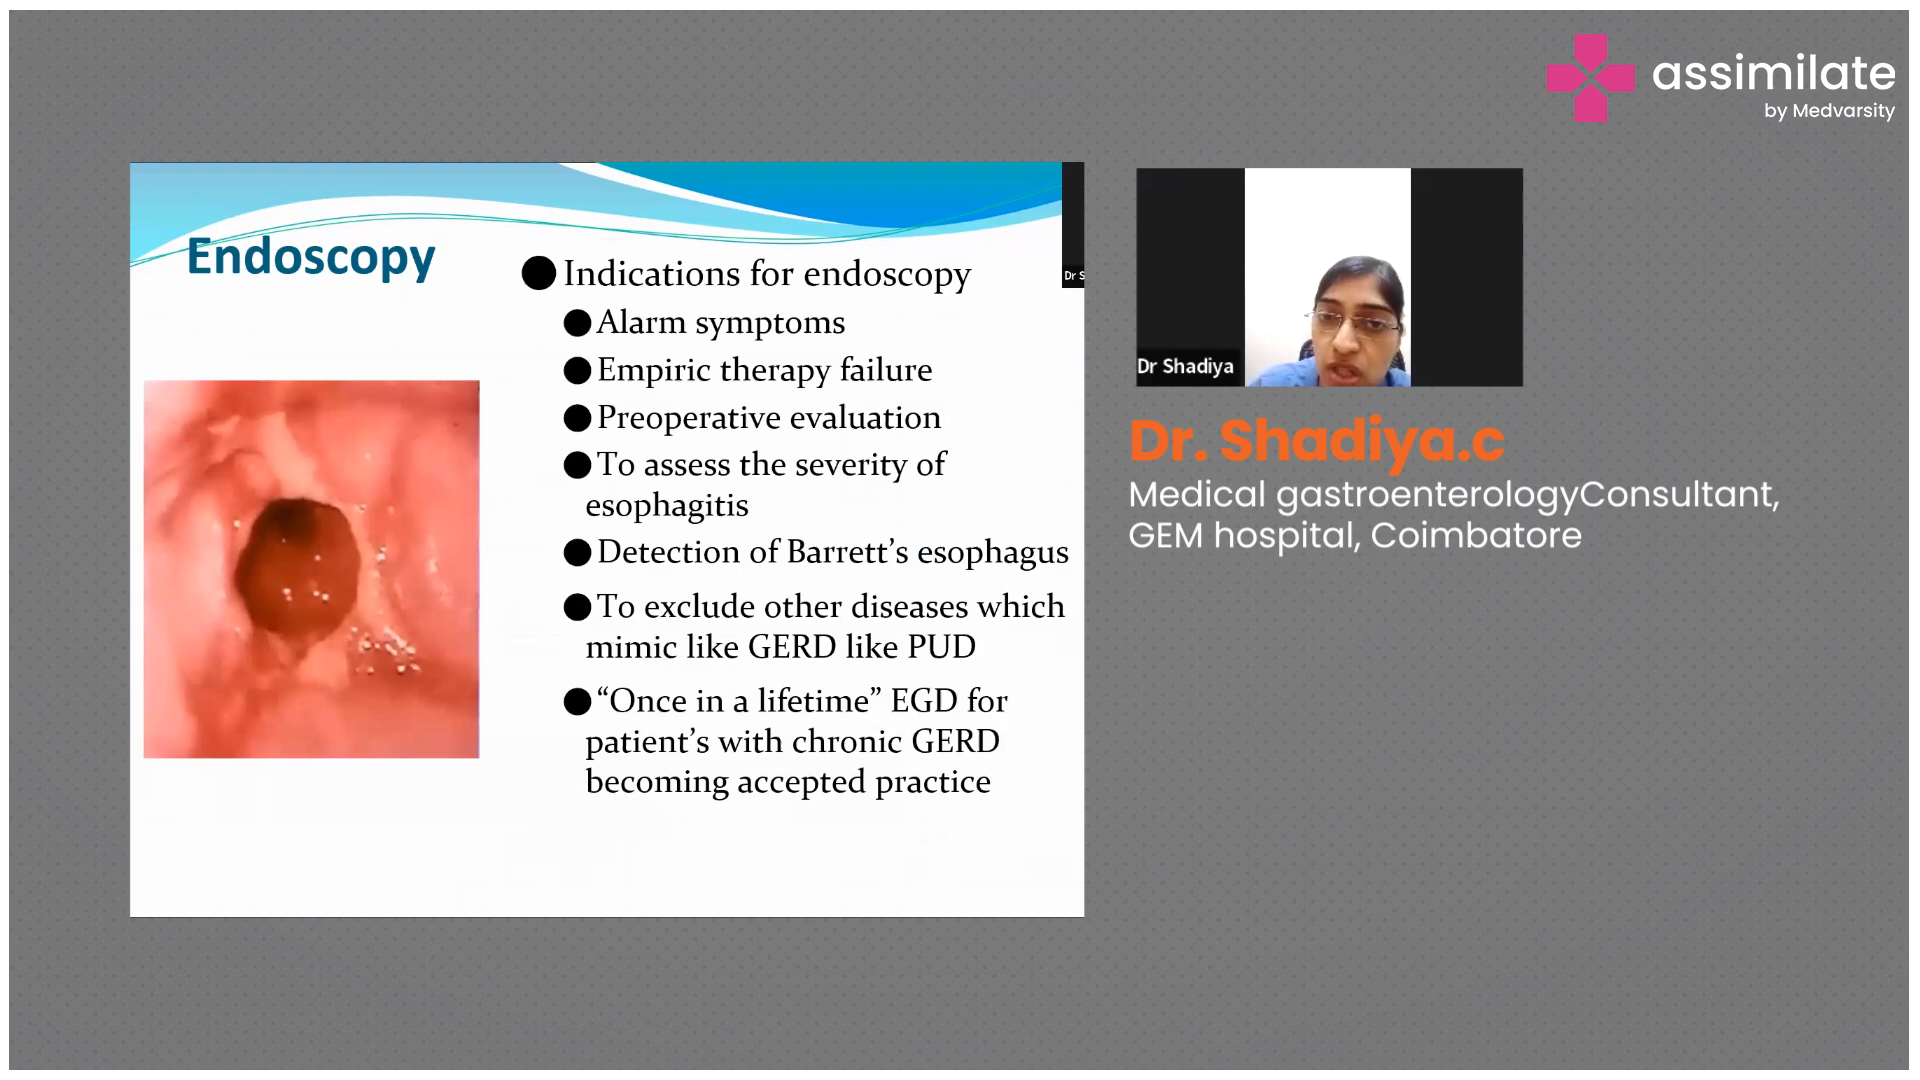 assimilate
by Medvarsity
Endoscopy
Indications for endoscopy
Alarm symptoms
Empiric therapy failure
Preoperative evaluation
To assess the severity of
esophagitis
Detection of Barrett’s esophagus
To exclude other diseases which
mimic like GERD like PUD
“Once in a lifetime” EGD for
patient’s with chronic GERD
becoming accepted practice
Dr S
Dr Shadiya
Dr. Shadiya.c
Medical gastroenterologyConsultant,
GEM hospital, Coimbatore